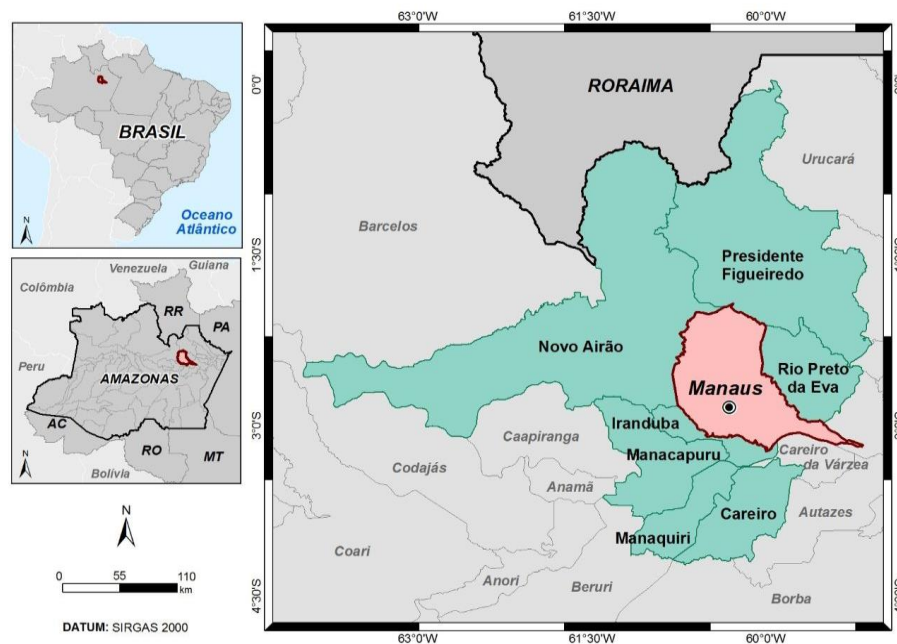 BRASIL
Oceano
Atlântico
N
Venezuela
Guiana
Colômbia
RR
PA
Peru
AMAZONAS
AC
RO
MT
Bolívia
N
N
0
55
110
km
DATUM: SIRGAS 2000
63°0'W
61°30'W
60°0'W
0°0'
1°30'S
3°0'S
4°30'S
RORAIMA
Urucará
Barcelos
Presidente
Figueiredo
Novo Airão
Rio Preto
da Eva
Manaus
Iranduba
Caapiranga
Manacapuru
Careiro
da Várzea
Codajás
Anamã
Careiro
Autazes
Manaquiri
Coari
Anori
Beruri
Borba
63°0'W
61°30'W
60°0'W